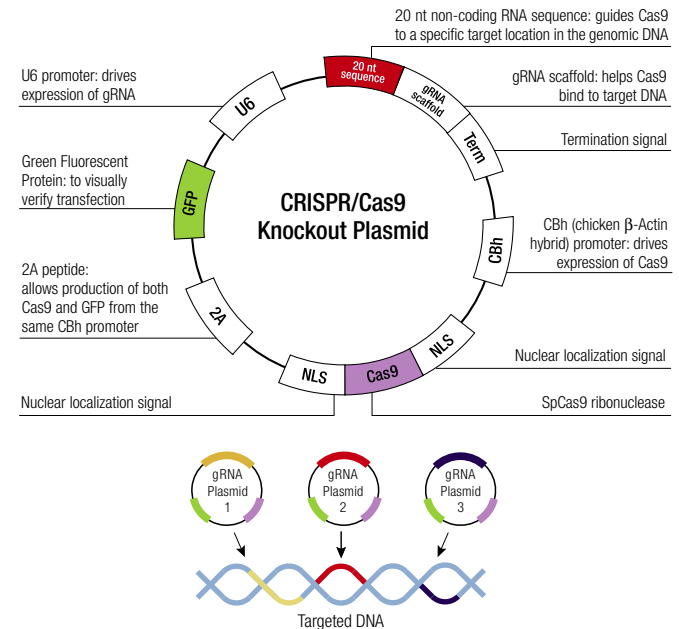 20 nt non-coding RNA sequence: guides Cas9
to a specific target location in the genomic DNA
U6 promoter: drives
expression of gRNA
gRNA scaffold: helps Cas9
bind to target DNA
Termination signal
Green Fluorescent
Protein: to visually
verify transfection
CBh (chicken β-Actin
hybrid) promoter: drives
expression of Cas9
2A peptide:
allows production of both
Cas9 and GFP from the
same CBh promoter
Nuclear localization signal
Nuclear localization signal
SpCas9 ribonuclease
20 nt
sequence
gRNA
scaffold
Term
CBh
NLS
Cas9
NLS
2A
GFP
U6
CRISPR/Cas9
Knockout Plasmid
gRNA
Plasmid
1
gRNA
Plasmid
2
gRNA
Plasmid
3
Targeted DNA